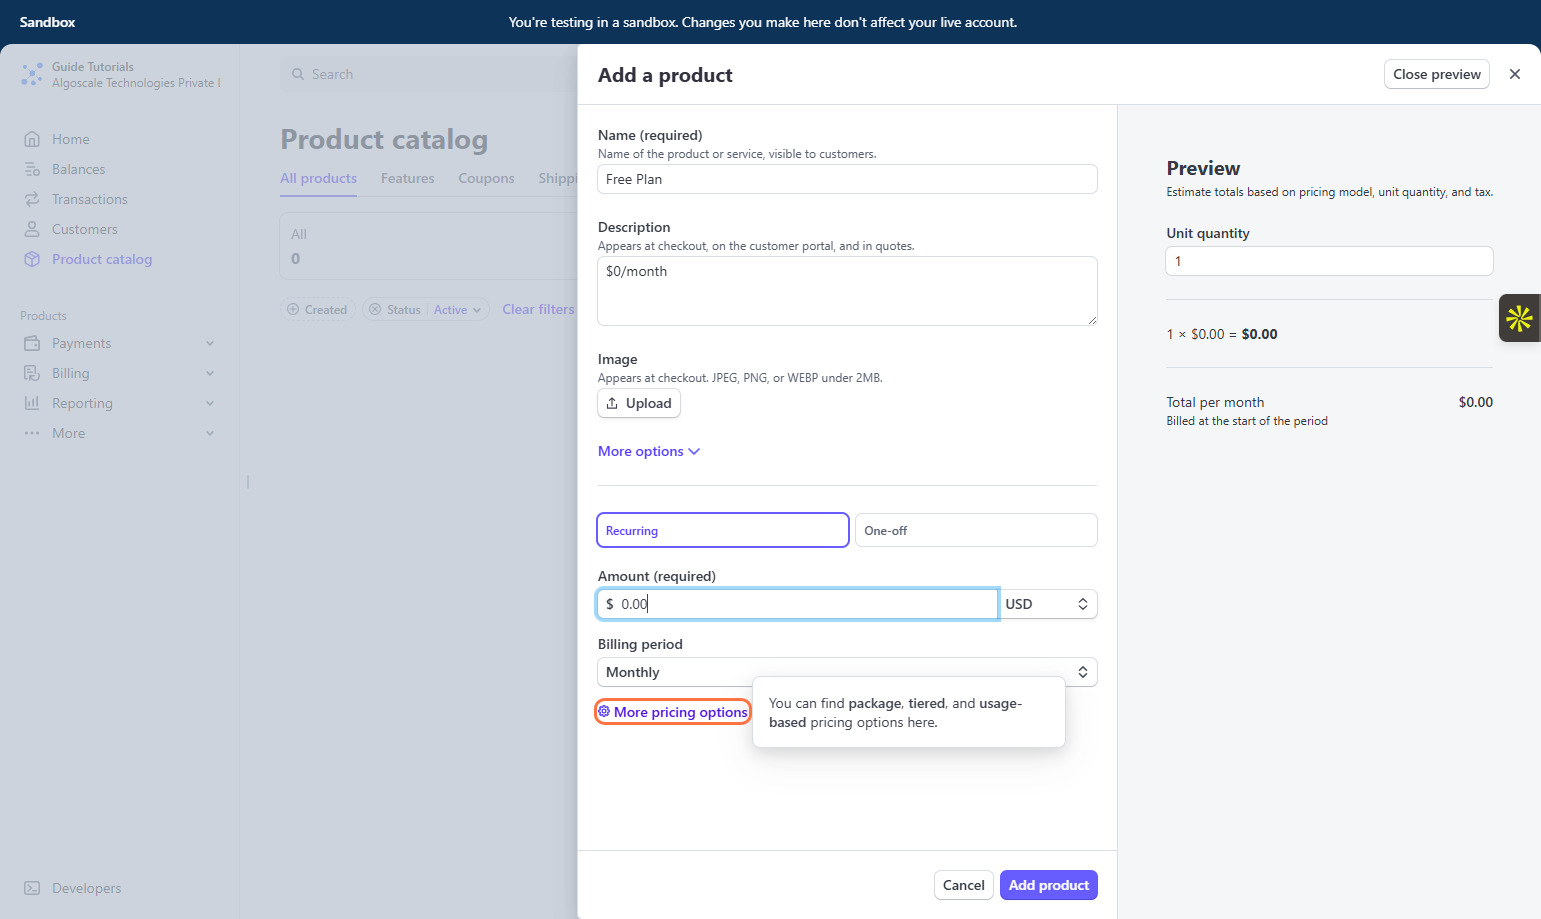 Sandbox
You're testing in a sandbox. Changes you make here don't affect your live account.
Guide Tutorials
Algoscale Technologies Private I
Home
Balances
Transactions
Customers
Product catalog
Products
Payments
Billing
Reporting
More
Developers
Search
Product catalog
All products
Features
Coupons
Shippi
All
0
Created
Status
Active
Clear filters
Add a product
Close preview
Name (required)
Name of the product or service, visible to customers.
Free Plan
Description
Appears at checkout, on the customer portal, and in quotes.
$0/month
Image
Appears at checkout. JPEG, PNG, or WEBP under 2MB.
Upload
More options
Recurring
One-off
Amount (required)
$ 0.00
USD
Billing period
Monthly
More pricing options
You can find package, tiered, and usage-
based pricing options here.
Cancel
Add product
Preview
Estimate totals based on pricing model, unit quantity, and tax.
Unit quantity
1
1 × $0.00 = $0.00
Total per month
$0.00
Billed at the start of the period